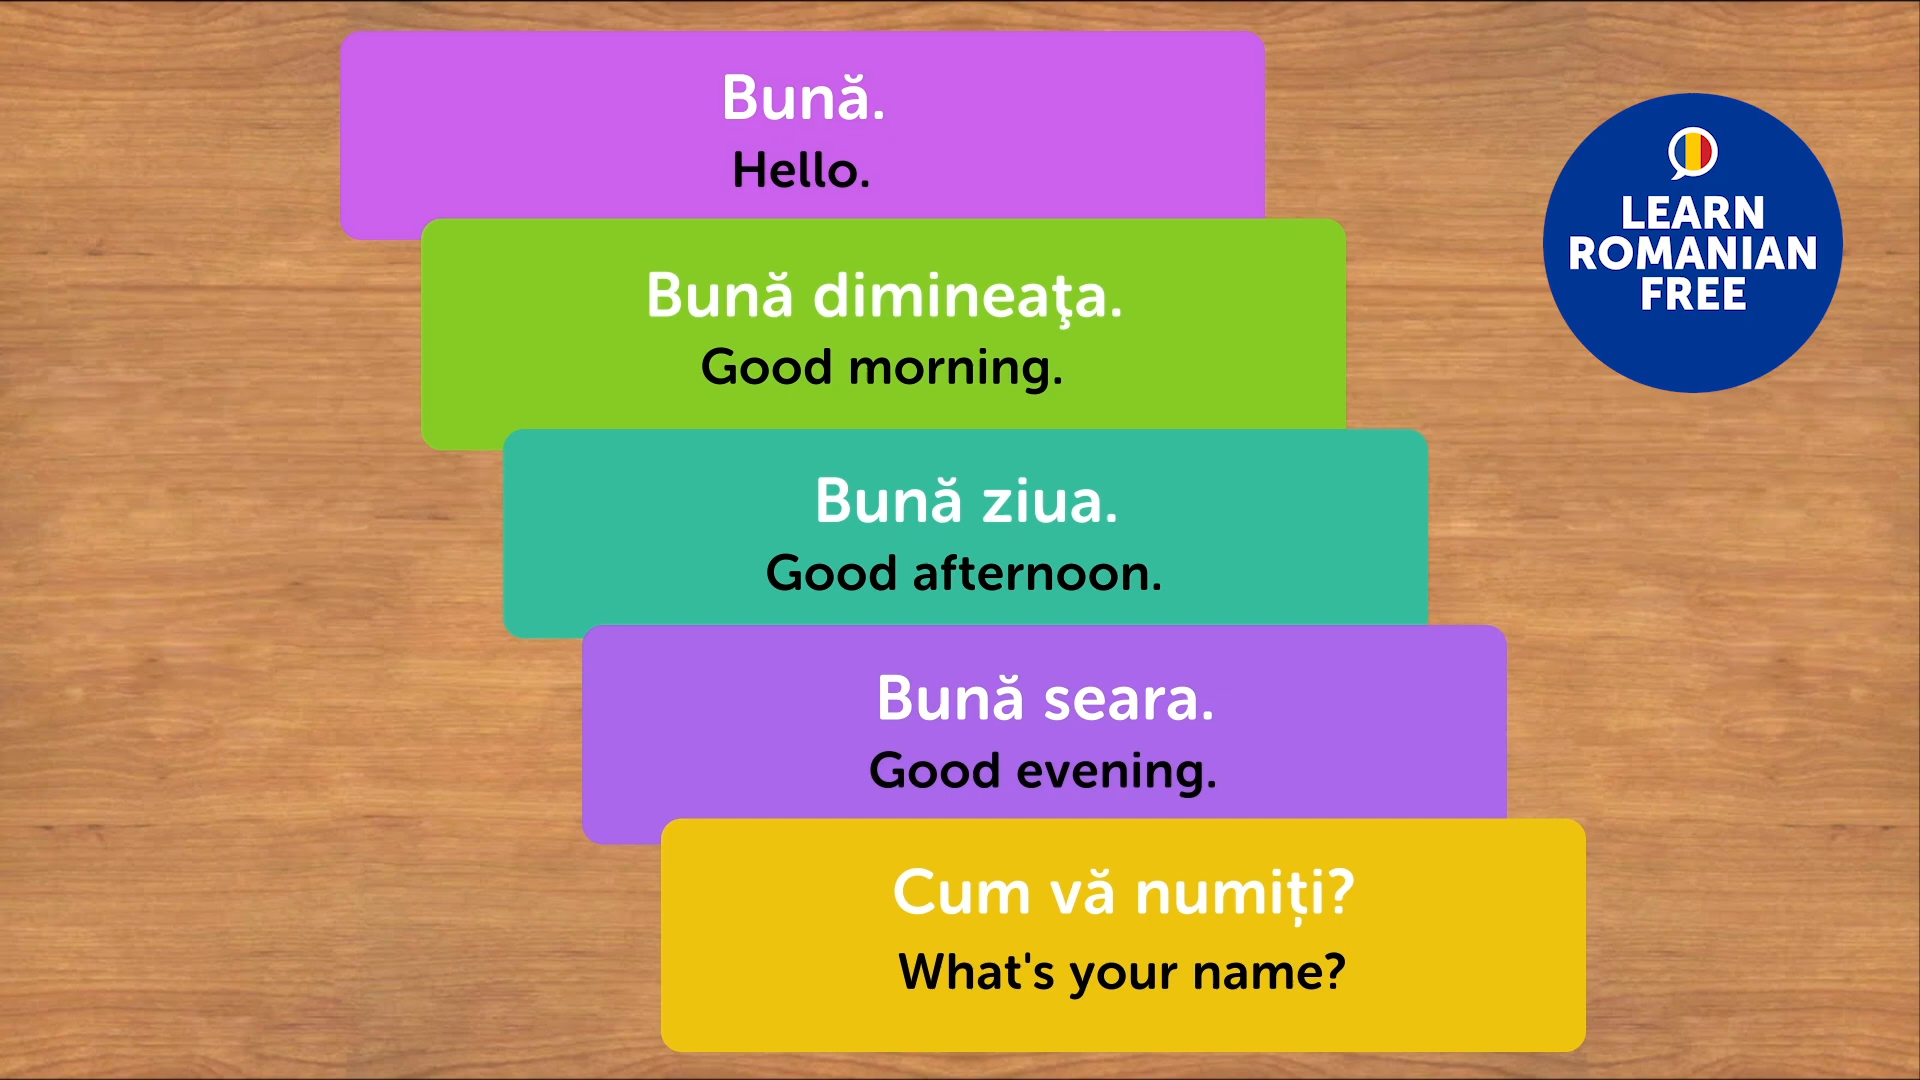 Bună.
Hello.
Bună dimineaţa.
Good morning.
Bună ziua.
Good afternoon.
Bună seara.
Good evening.
Cum vă numiți?
What's your name?
LEARN
ROMANIAN
FREE